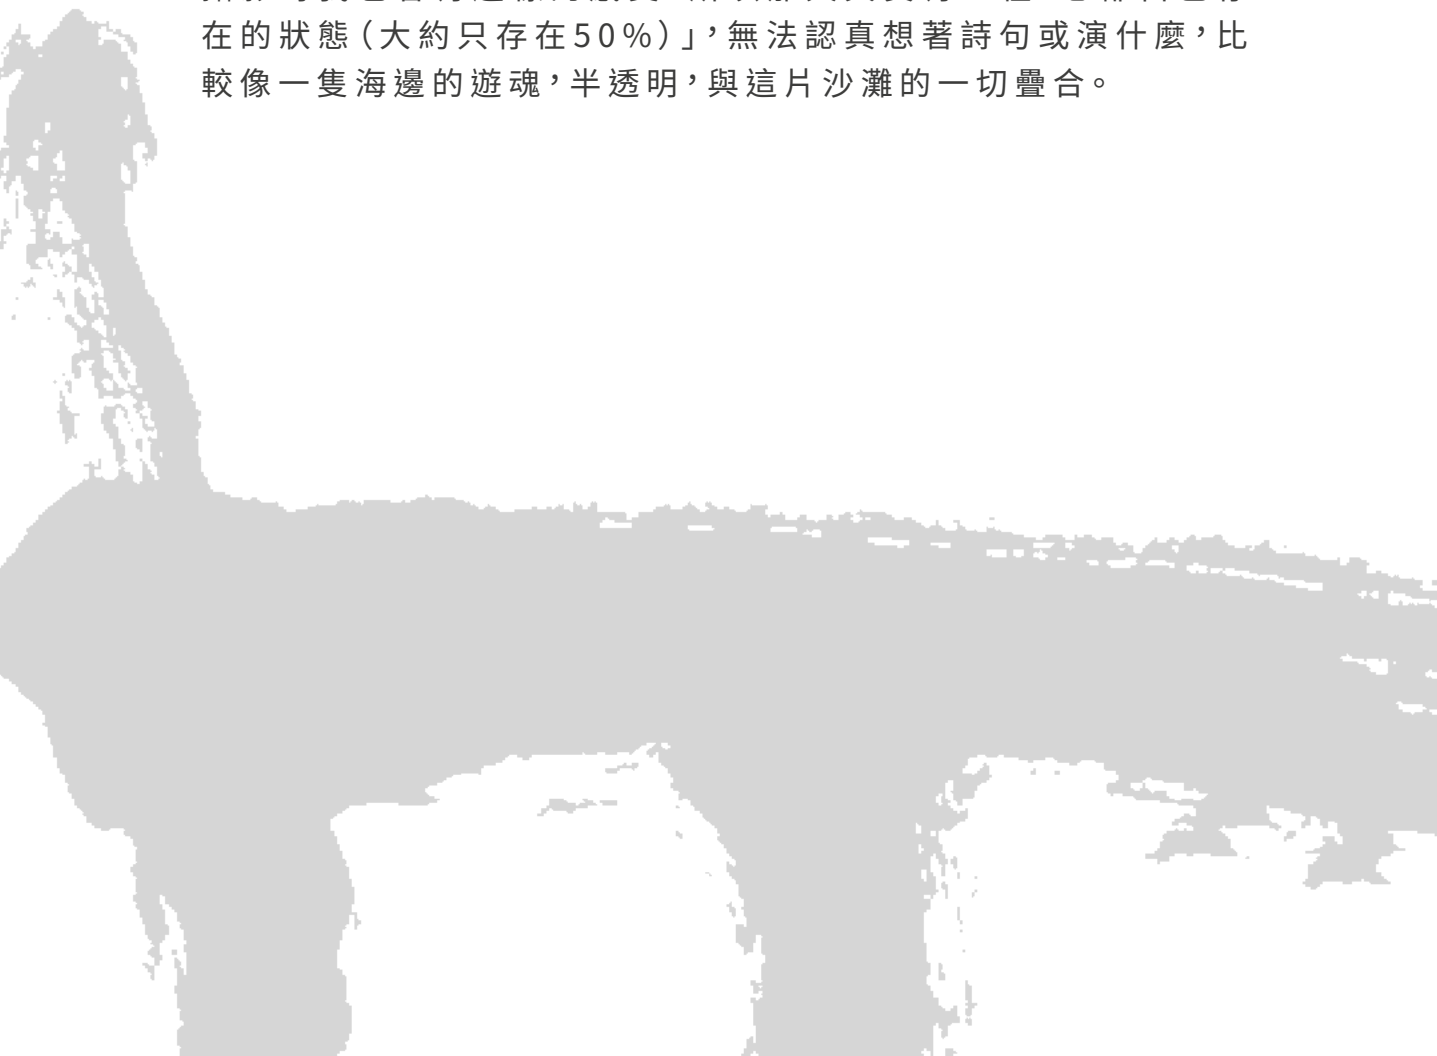 在的狀態(大約只存在50%)」,無法認真想著詩句或演什麼,比
較像一隻海邊的遊魂,半透明,與這片沙灘的一切疊合。